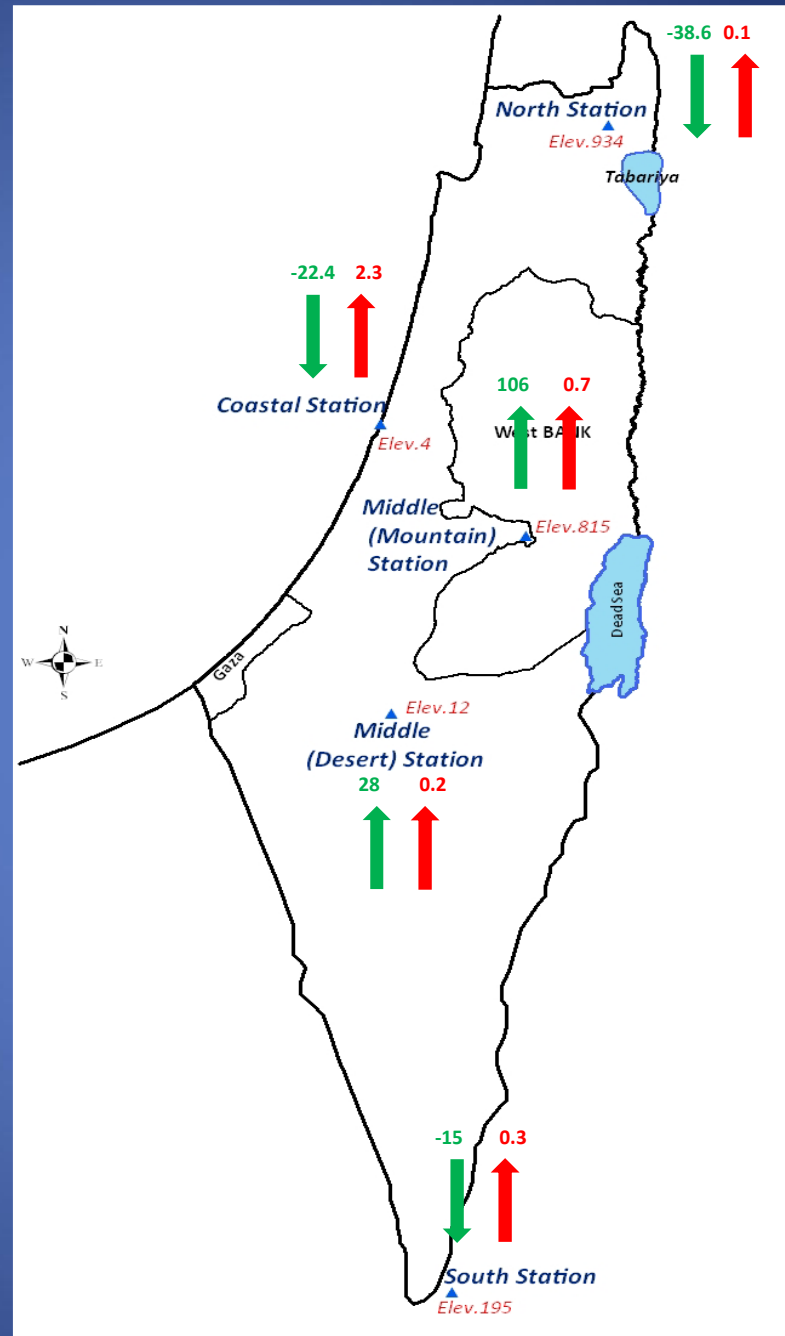 -38.6 0.1
North Station
Elev.934
Tabariya
-22.4 2.3
Coastal Station
Elev.4
106 0.7
West BANK
Middle
(Mountain)
Station
Elev.815
Dead Sea
N
W E
S
Gaza
Elev.12
Middle
(Desert) Station
28 0.2
-15 0.3
South Station
Elev.195